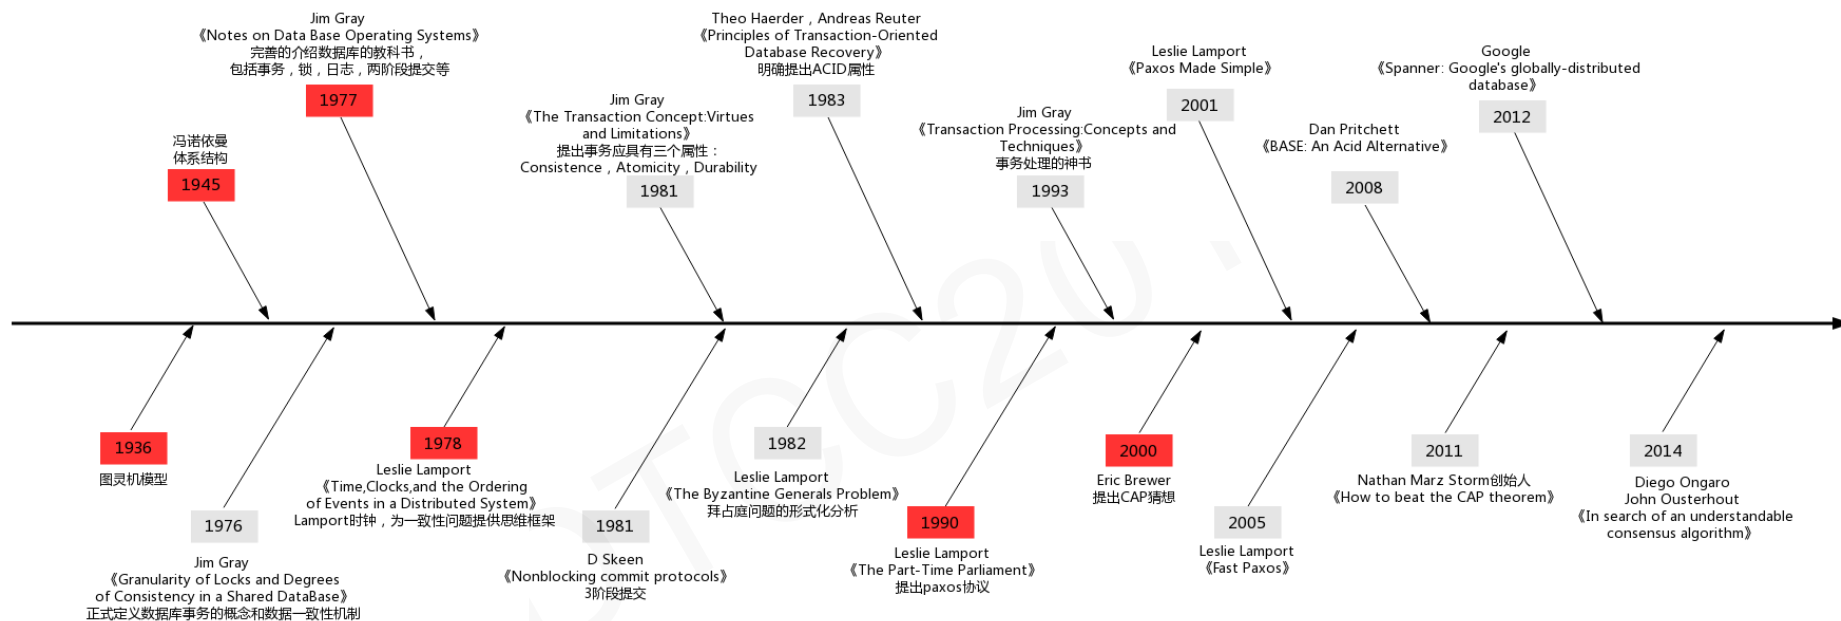 Jim Gray
《Notes on Data Base Operating Systems》
完善的介绍数据库的教科书，
包括事务，锁，日志，两阶段提交等
1977
Theo Haerder，Andreas Reuter
《Principles of Transaction-Oriented
Database Recovery》
明确提出ACID属性
1983
Leslie Lamport
《Paxos Made Simple》
2001
Google
《Spanner: Google's globally-distributed
database》
2012
冯诺依曼
体系结构
1945
Jim Gray
《The Transaction Concept:Virtues
and Limitations》
提出事务应具有三个属性：
Consistence，Atomicity，Durability
1981
Jim Gray
《Transaction Processing:Concepts and
Techniques》
事务处理的神书
1993
Dan Pritchett
《BASE: An Acid Alternative》
2008
1936
图灵机模型
1976
Jim Gray
《Granularity of Locks and Degrees
of Consistency in a Shared DataBase》
正式定义数据库事务的概念和数据一致性机制
1978
Leslie Lamport
《Time,Clocks,and the Ordering
of Events in a Distributed System》
Lamport时钟，为一致性问题提供思维框架
1981
D Skeen
《Nonblocking commit protocols》
3阶段提交
1982
Leslie Lamport
《The Byzantine Generals Problem》
拜占庭问题的形式化分析
1990
Leslie Lamport
《The Part-Time Parliament》
提出paxos协议
2000
Eric Brewer
提出CAP猜想
2005
Leslie Lamport
《Fast Paxos》
2011
Nathan Marz Storm创始人
《How to beat the CAP theorem》
2014
Diego Ongaro
John Ousterhout
《In search of an understandable
consensus algorithm》